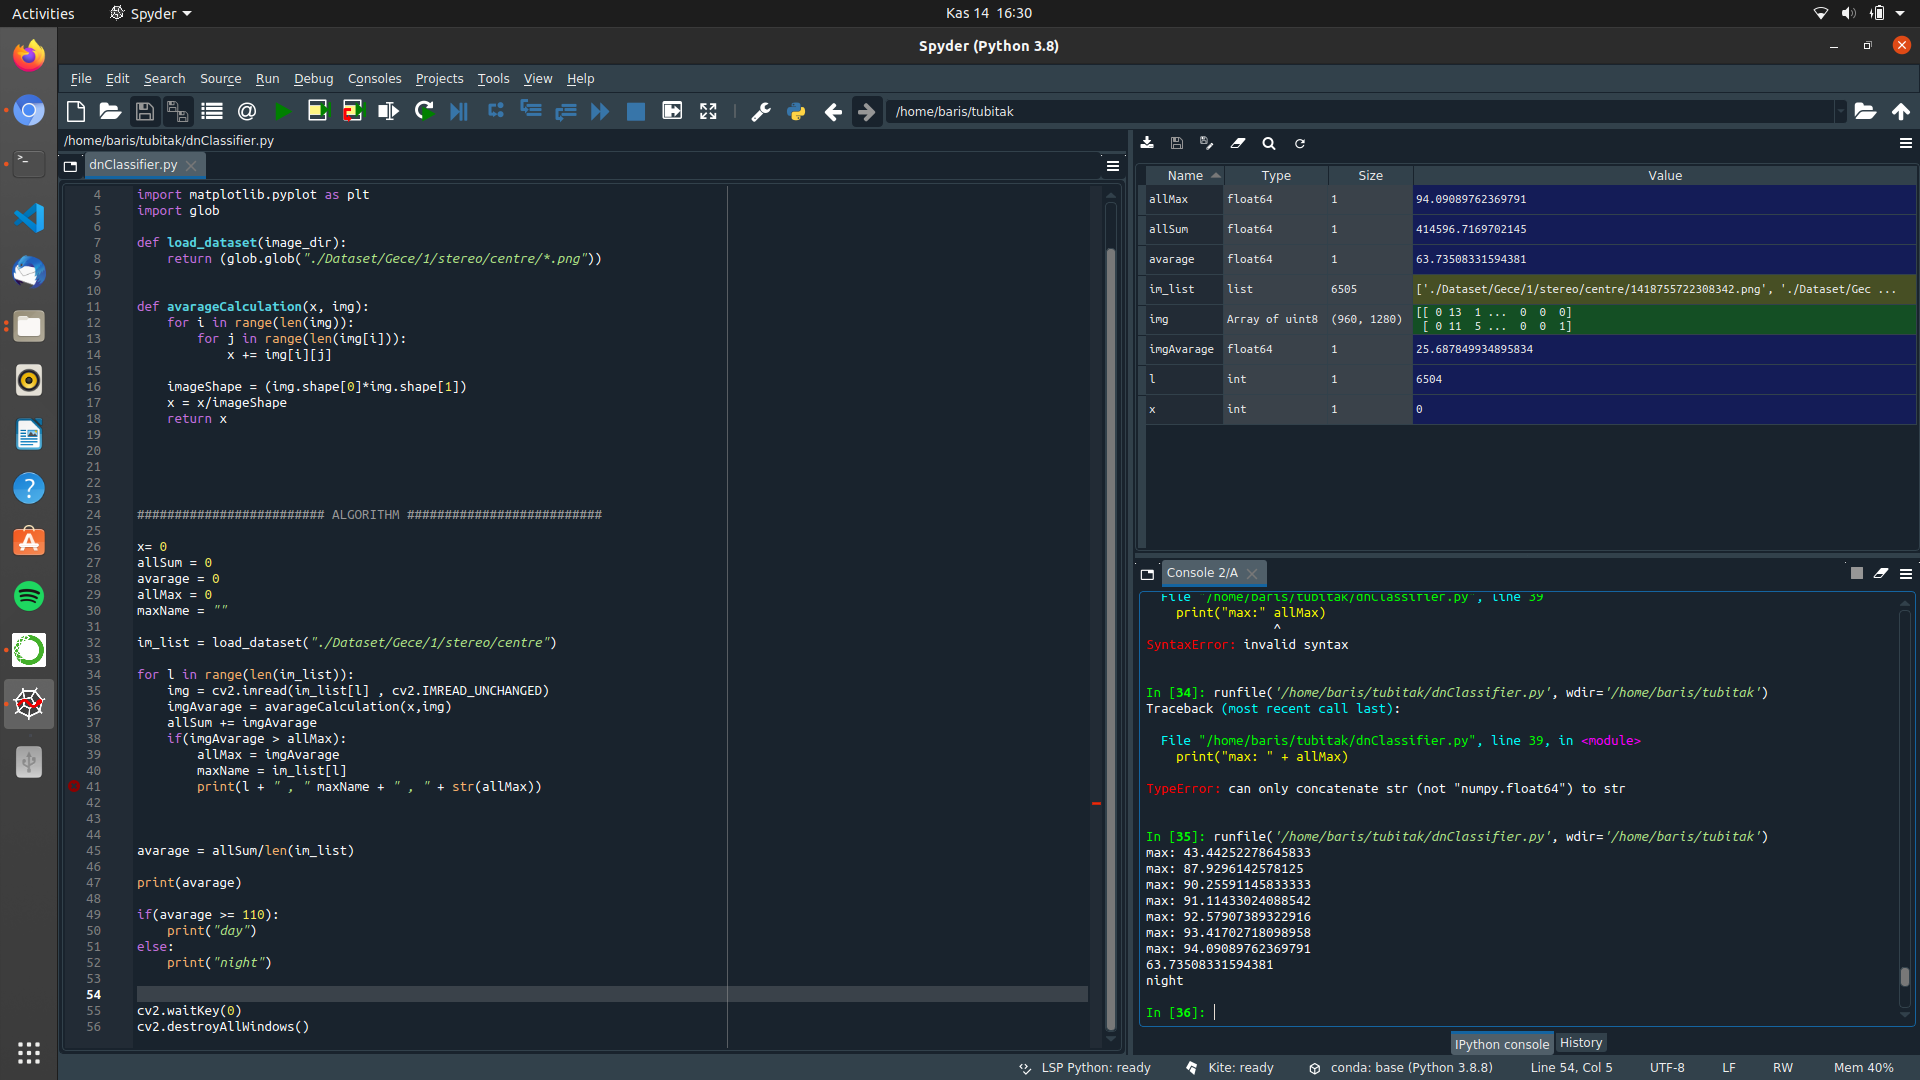 Activities
Spyder
Kas 14 16:30
Spyder (Python 3.8)
File Edit Search Source Run Debug Consoles Projects Tools View Help
/home/baris/tubitak
/home/baris/tubitak/dnClassifier.py
dnClassifier.py
4 import matplotlib.pyplot as plt
5 import glob
6
7 def load_dataset(image_dir):
8 return (glob.glob("./Dataset/Gece/1/stereo/centre/*.png"))
9
10
11 def avarageCalculation(x, img):
12 for i in range(len(img)):
13 for j in range(len(img[i])):
14 x += img[i][j]
15
16 imageShape = (img.shape[0]*img.shape[1])
17 x = x/imageShape
18 return x
19
20
21
22
23
24 ######################### ALGORITHM ##########################
25
26 x= 0
27 allSum = 0
28 avarage = 0
29 allMax = 0
30 maxName = ""
31
32 im_list = load_dataset("./Dataset/Gece/1/stereo/centre")
33
34 for l in range(len(im_list)):
35 img = cv2.imread(im_list[l] , cv2.IMREAD_UNCHANGED)
36 imgAvarage = avarageCalculation(x,img)
37 allSum += imgAvarage
38 if(imgAvarage > allMax):
39 allMax = imgAvarage
40 maxName = im_list[l]
41 print(l + " , " maxName + " , " + str(allMax))
42
43
44
45 avarage = allSum/len(im_list)
46
47 print(avarage)
48
49 if(avarage >= 110):
50 print("day")
51 else:
52 print("night")
53
54
55 cv2.waitKey(0)
56 cv2.destroyAllWindows()
Name Type Size Value
allMax float64 1 94.09089762369791
allSum float64 1 414596.7169702145
avarage float64 1 63.73508331594381
im_list list 6505 ['./Dataset/Gece/1/stereo/centre/1418755722308342.png', './Dataset/Gec ...
img Array of uint8 (960, 1280) [[ 0 13 1 ... 0 0 0]
[ 0 11 5 ... 0 0 1]
imgAvarage float64 1 25.687849934895834
l int 1 6504
x int 1 0
Console 2/A
File "/home/baris/tubitak/dnClassifier.py", line 39
print("max:" allMax)
^
SyntaxError: invalid syntax
In [34]: runfile('/home/baris/tubitak/dnClassifier.py', wdir='/home/baris/tubitak')
Traceback (most recent call last):
File "/home/baris/tubitak/dnClassifier.py", line 39, in <module>
print("max: " + allMax)
TypeError: can only concatenate str (not "numpy.float64") to str
In [35]: runfile('/home/baris/tubitak/dnClassifier.py', wdir='/home/baris/tubitak')
max: 43.44252278645833
max: 87.9296142578125
max: 90.25591145833333
max: 91.11433024088542
max: 92.57907389322916
max: 93.41702718098958
max: 94.09089762369791
63.73508331594381
night
In [36]:
IPython console History
LSP Python: ready Kite: ready conda: base (Python 3.8.8) Line 54, Col 5 UTF-8 LF RW Mem 40%